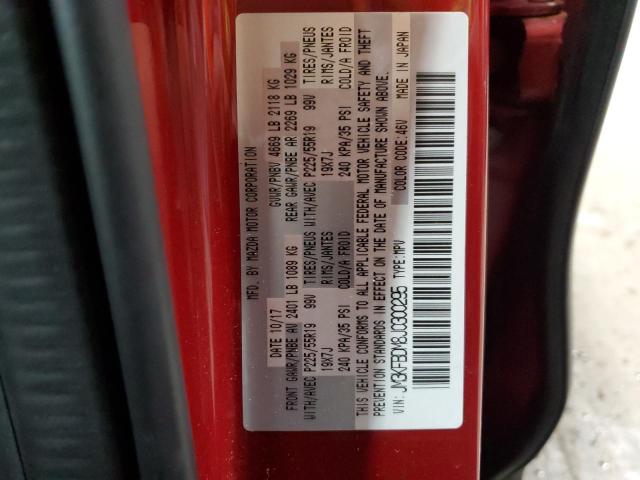 MFD. BY MAZDA MOTOR CORPORATION
DATE 10/17 GVWR/PNBV 4669 LB 2118 KG
FRONT GAWR/PNBE AV 2401 LB 1089 KG REAR GAWR/PNBE AR 2269 LB 1029 KG
WITH/AVEC P225/55R19 99V TIRES/PNEUS WITH/AVEC P225/55R19 99V TIRES/PNEUS
19X7J RIMS/JANTES 19X7J RIMS/JANTES
240 KPA/35 PSI COLD/A FROID 240 KPA/35 PSI COLD/A FROID
THIS VEHICLE CONFORMS TO ALL APPLICABLE FEDERAL MOTOR VEHICLE SAFETY AND THEFT
PREVENTION STANDARDS IN EFFECT ON THE DATE OF MANUFACTURE SHOWN ABOVE.
VIN: JM3KFBDM8J0300295 TYPE: MPV COLOR CODE: 46V MADE IN JAPAN